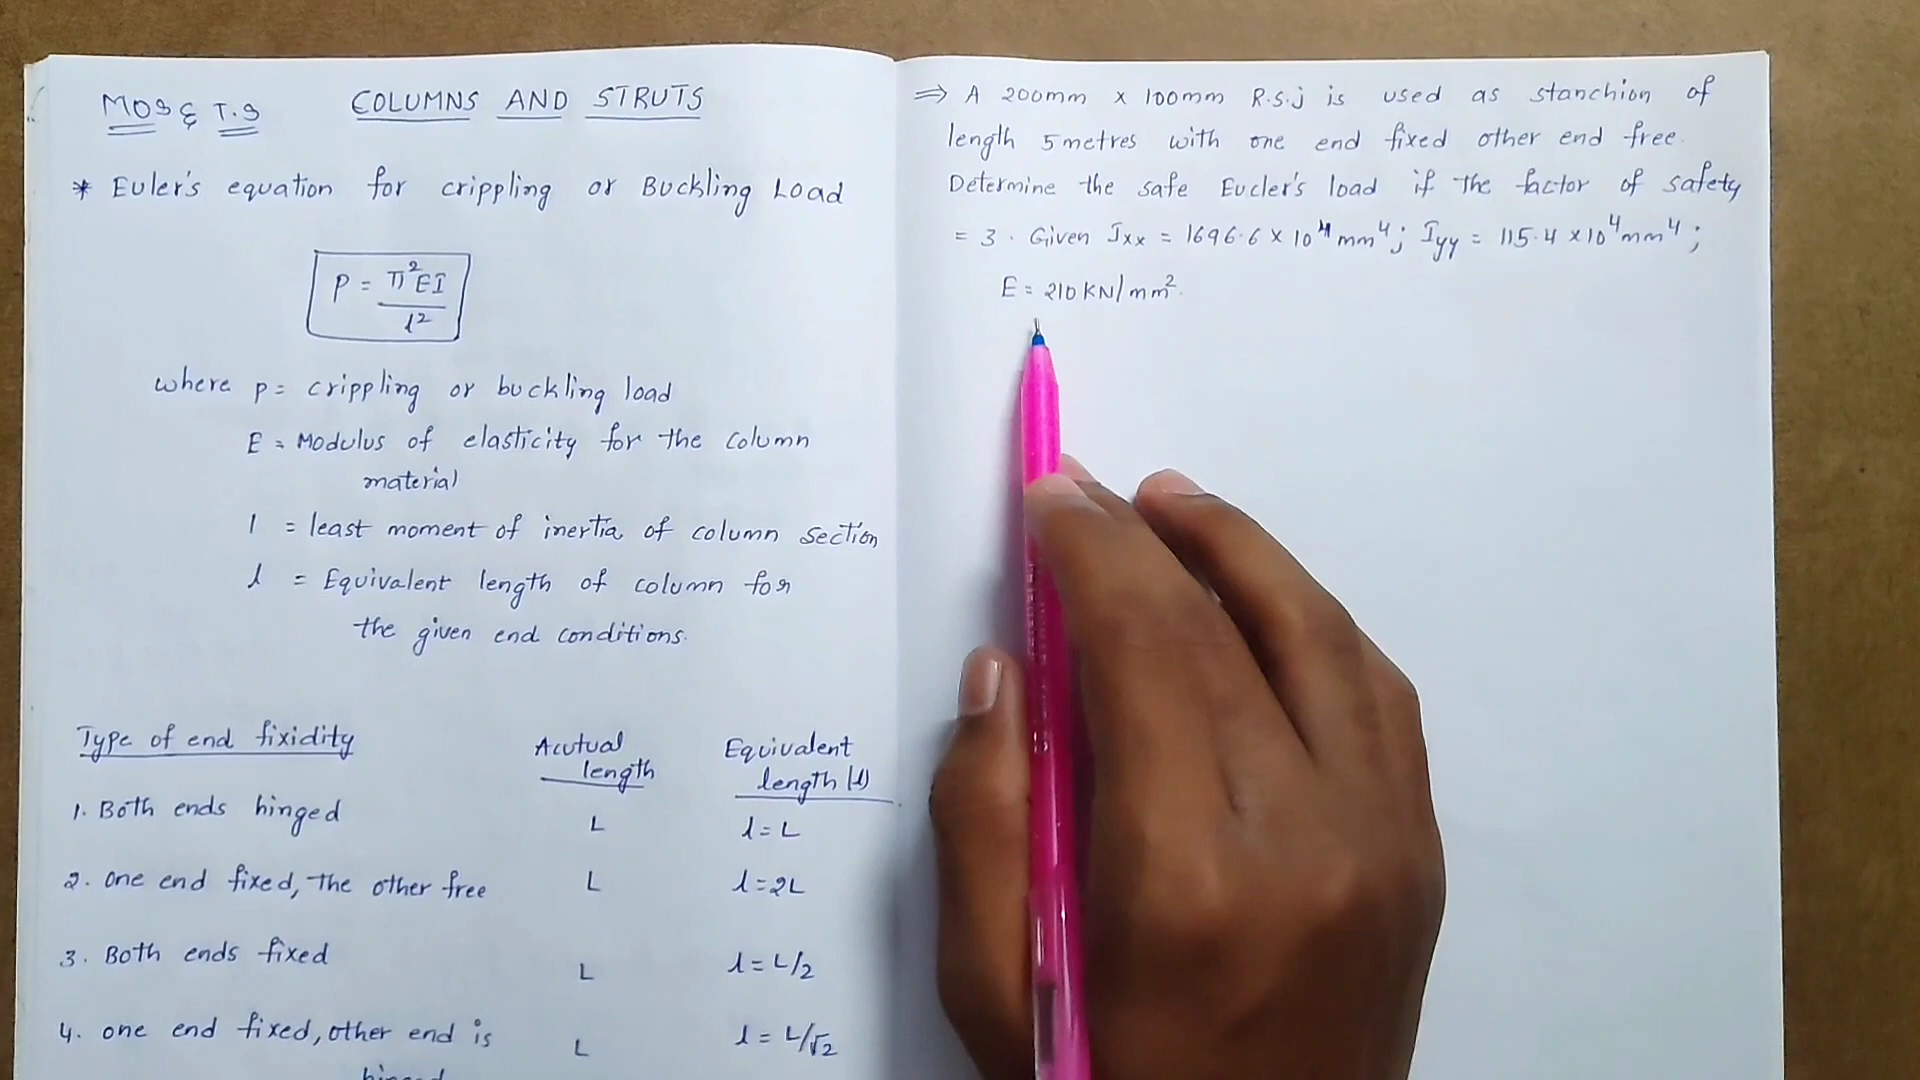 MOS & T.S
COLUMNS AND STRUTS
* Euler's equation for crippling or Buckling Load
P = π²EI / l²
where P = crippling or buckling load
E = Modulus of elasticity for the column
material
I = least moment of inertia of column section
l = Equivalent length of column for
the given end conditions.
Type of end fixidity
Acutual
length
Equivalent
length (l)
1. Both ends hinged L l = L
2. one end fixed, the other free L l = 2L
3. Both ends fixed L l = L/2
4. one end fixed, other end is L l = L/√2
⇒ A 200mm x 100mm R.S.j is used as stanchion of
length 5 metres with one end fixed other end free.
Determine the safe Eucler's load if the factor of safety
= 3. Given Ixx = 1696.6 x 10⁴ mm⁴; Iyy = 115.4 x 10⁴ mm⁴;
E = 210 KN/mm².